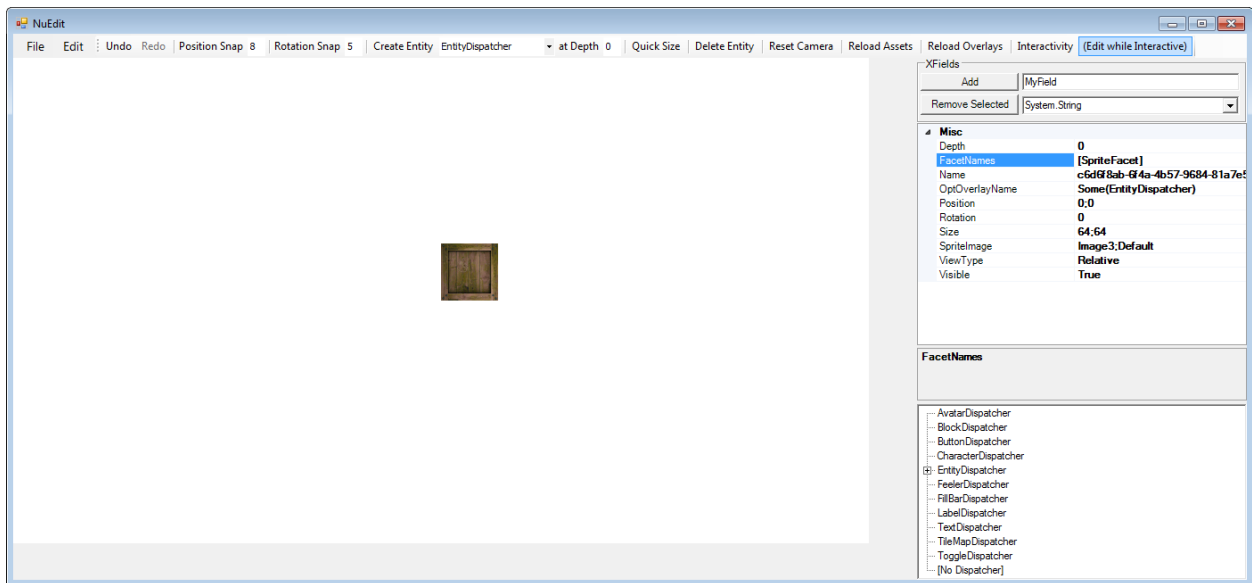 NuEdit
File Edit Undo Redo Position Snap 8 Rotation Snap 5 Create Entity EntityDispatcher at Depth 0 Quick Size Delete Entity Reset Camera Reload Assets Reload Overlays Interactivity (Edit while Interactive)
XFields
Add MyField
Remove Selected System.String
Misc
Depth 0
FacetNames [SpriteFacet]
Name c6d6f8ab-6f4a-4b57-9684-81a7e5
OptOverlayName Some(EntityDispatcher)
Position 0;0
Rotation 0
Size 64;64
SpriteImage Image3;Default
ViewType Relative
Visible True
FacetNames
AvatarDispatcher
BlockDispatcher
ButtonDispatcher
CharacterDispatcher
EntityDispatcher
FeelerDispatcher
FillBarDispatcher
LabelDispatcher
TextDispatcher
TileMapDispatcher
ToggleDispatcher
[No Dispatcher]